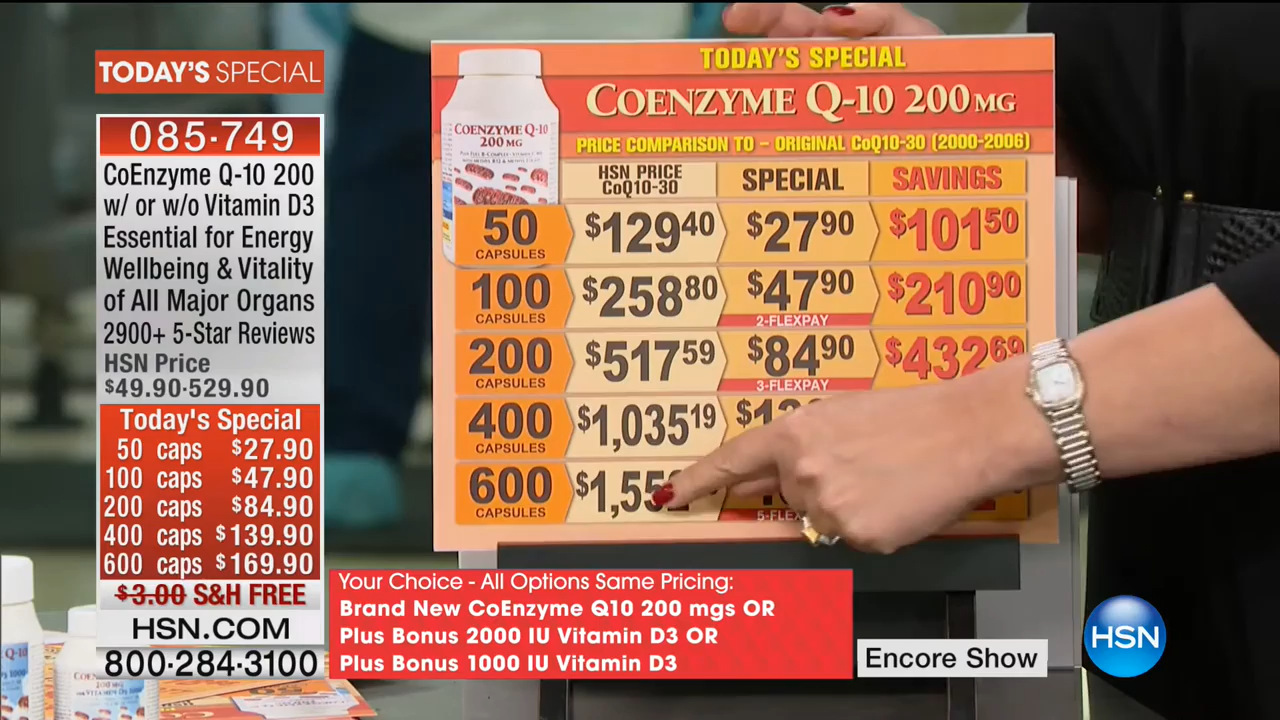 TODAY'S SPECIAL
085-749
CoEnzyme Q-10 200
w/ or w/o Vitamin D3
Essential for Energy
Wellbeing & Vitality
of All Major Organs
2900+ 5-Star Reviews
HSN Price
$49.90-529.90
Today's Special
50 caps $27.90
100 caps $47.90
200 caps $84.90
400 caps $139.90
600 caps $169.90
$3.00 S&H FREE
HSN.COM
800-284-3100
TODAY'S SPECIAL
COENZYME Q-10 200 MG
PRICE COMPARISON TO - ORIGINAL CoQ10-30 (2000-2006)
COENZYME Q-10
200 MG
HSN PRICE
CoQ10-30
SPECIAL
SAVINGS
50 CAPSULES $129.40 $27.90 $101.50
100 CAPSULES $258.80 $47.90 $210.90
2-FLEXPAY
200 CAPSULES $517.59 $84.90 $432.69
3-FLEXPAY
400 CAPSULES $1,035.19
600 CAPSULES
Your Choice - All Options Same Pricing:
Brand New CoEnzyme Q10 200 mgs OR
Plus Bonus 2000 IU Vitamin D3 OR
Plus Bonus 1000 IU Vitamin D3
Encore Show
HSN